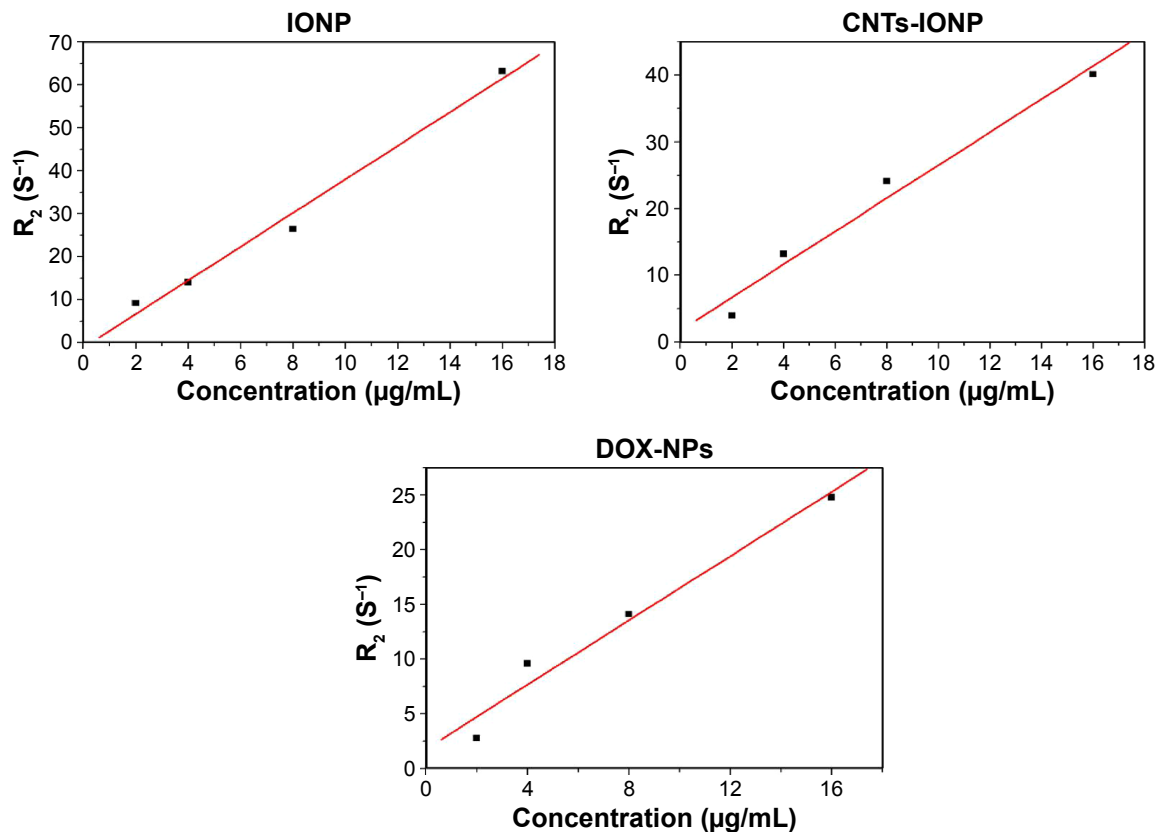 IONP
70
60
50
40
30
20
10
0
R₂ (S⁻¹)
0 2 4 6 8 10 12 14 16 18
Concentration (µg/mL)
CNTs-IONP
40
30
20
10
0
R₂ (S⁻¹)
0 2 4 6 8 10 12 14 16 18
Concentration (µg/mL)
DOX-NPs
25
20
15
10
5
0
R₂ (S⁻¹)
0 4 8 12 16
Concentration (µg/mL)